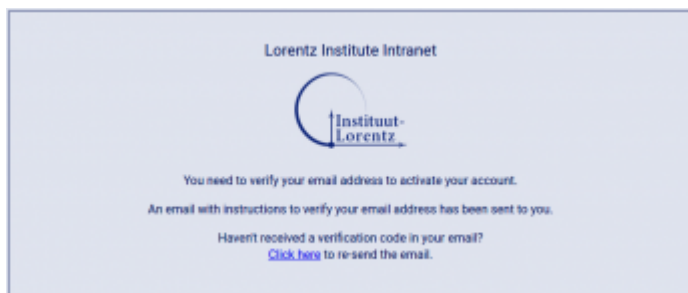 Lorentz Institute Intranet
Instituut-
Lorentz
You need to verify your email address to activate your account.
An email with instructions to verify your email address has been sent to you.
Haven't received a verification code in your email?
Click here to re-send the email.